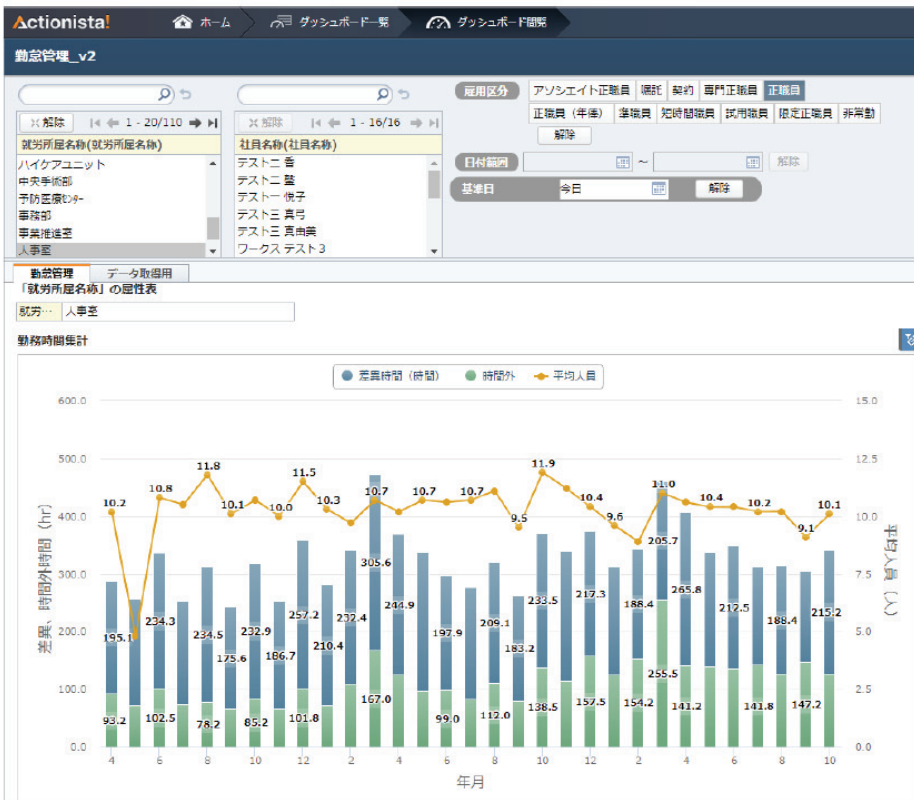 Actionista! ホーム ダッシュボード一覧 ダッシュボード閲覧
勤怠管理_v2
解除 1 - 20/110
就労所属名称(就労所属名称)
ハイケアユニット
中央手術部
予防医療センター
事務部
事業推進室
人事室
解除 1 - 16/16
社員名称(社員名称)
テスト二 香
テスト二 藍
テスト一 悦子
テスト三 真弓
テスト三 真由美
ワークス テスト3
雇用区分 アソシエイト正職員 嘱託 契約 専門正職員 正職員
正職員(年俸) 準職員 短時間職員 試用職員 限定正職員 非常勤
解除
日付範囲 ~ 解除
基準日 今日 解除
勤怠管理 データ取得用
「就労所属名称」の属性表
就労… 人事室
勤務時間集計
差異時間(時間) 時間外 平均人員
600.0 15.0
500.0 12.5
400.0 10.0
300.0 7.5
200.0 5.0
100.0 2.5
0.0 0.0
差異、時間外時間(hr)
平均人員(人)
10.2 10.8 11.8 10.1 10.0 11.5 10.3 10.7 10.7 10.7 9.5 11.9 10.4 9.6 11.0 10.4 10.2 9.1 10.1
195.1 234.3 234.5 175.6 232.9 186.7 257.2 210.4 232.4 305.6 244.9 197.9 209.1 183.2 233.5 217.3 188.4 205.7 265.8 212.5 188.4 215.2
93.2 102.5 78.2 85.2 101.8 167.0 99.0 112.0 138.5 157.5 154.2 255.5 141.2 141.8 147.2
4 6 8 10 12 2 4 6 8 10 12 2 4 6 8 10
年月